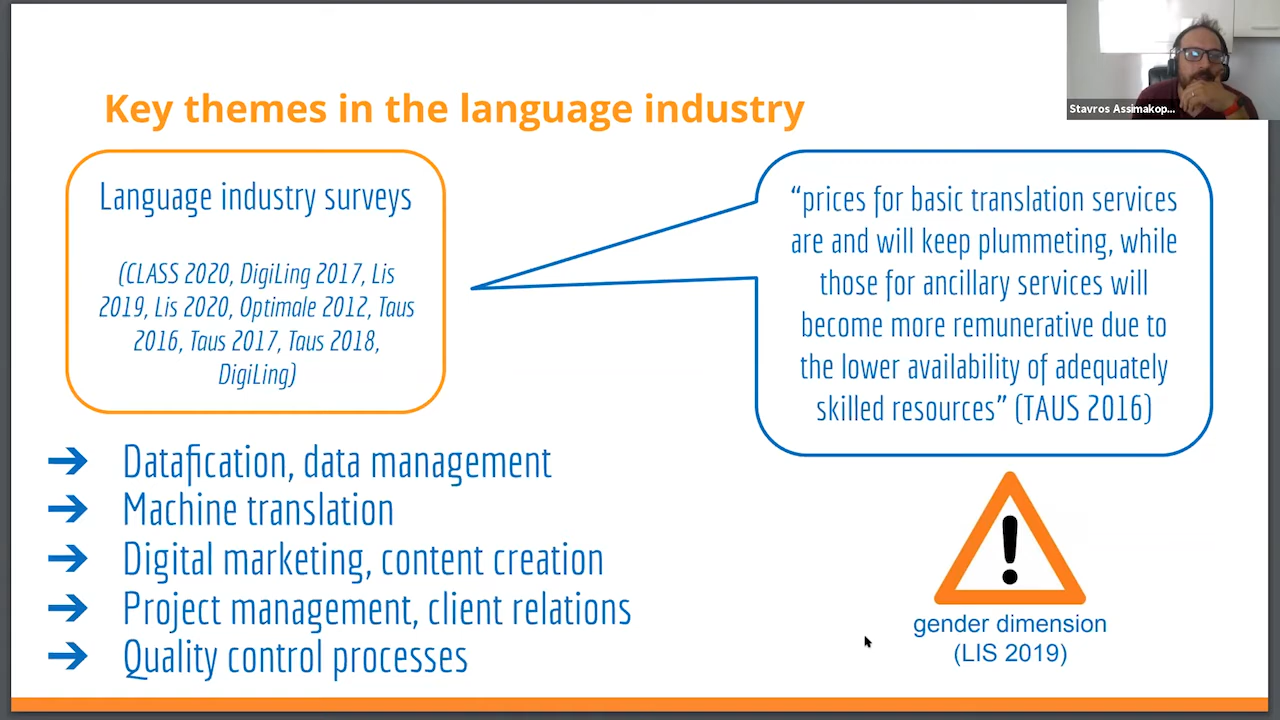 Key themes in the language industry
Stavros Assimakop...
Language industry surveys
(CLASS 2020, DigiLing 2017, Lis
2019, Lis 2020, Optimale 2012, Taus
2016, Taus 2017, Taus 2018,
DigiLing)
“prices for basic translation services
are and will keep plummeting, while
those for ancillary services will
become more remunerative due to
the lower availability of adequately
skilled resources” (TAUS 2016)
Datafication, data management
Machine translation
Digital marketing, content creation
Project management, client relations
Quality control processes
gender dimension
(LIS 2019)